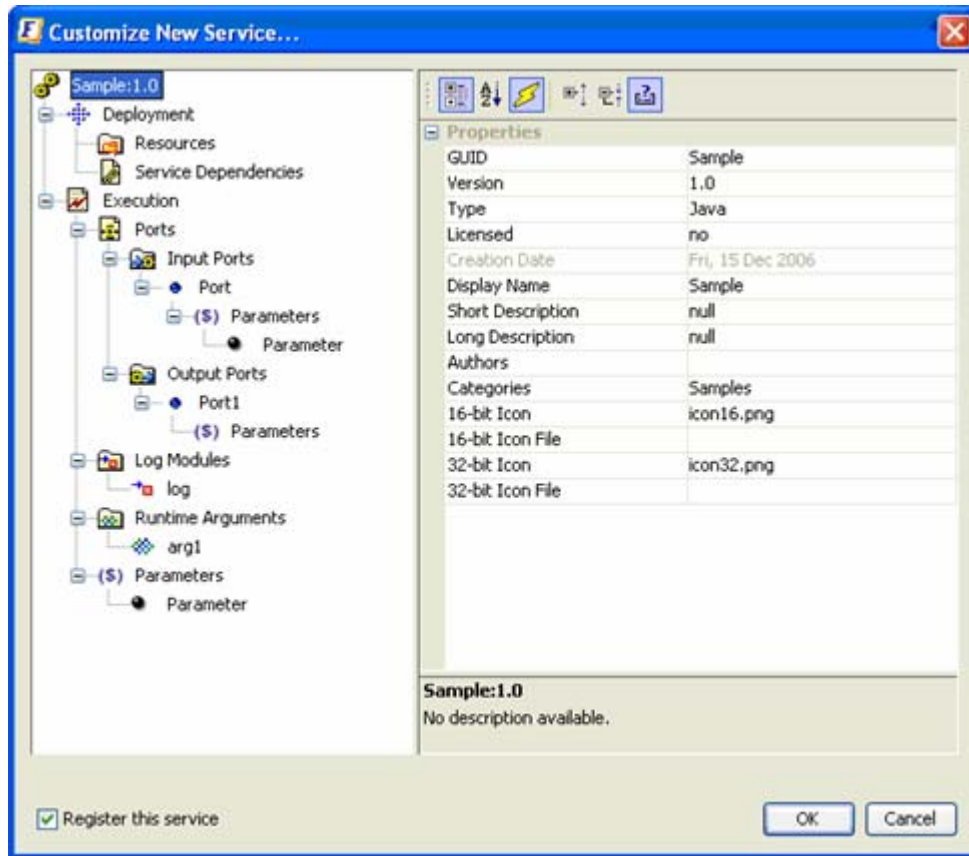 Customize New Service...
Sample:1.0
Deployment
Resources
Service Dependencies
Execution
Ports
Input Ports
Port
($) Parameters
Parameter
Output Ports
Port1
($) Parameters
Log Modules
log
Runtime Arguments
arg1
($) Parameters
Parameter
Properties
GUID Sample
Version 1.0
Type Java
Licensed no
Creation Date Fri, 15 Dec 2006
Display Name Sample
Short Description null
Long Description null
Authors
Categories Samples
16-bit Icon icon16.png
16-bit Icon File
32-bit Icon icon32.png
32-bit Icon File
Sample:1.0
No description available.
Register this service
OK
Cancel